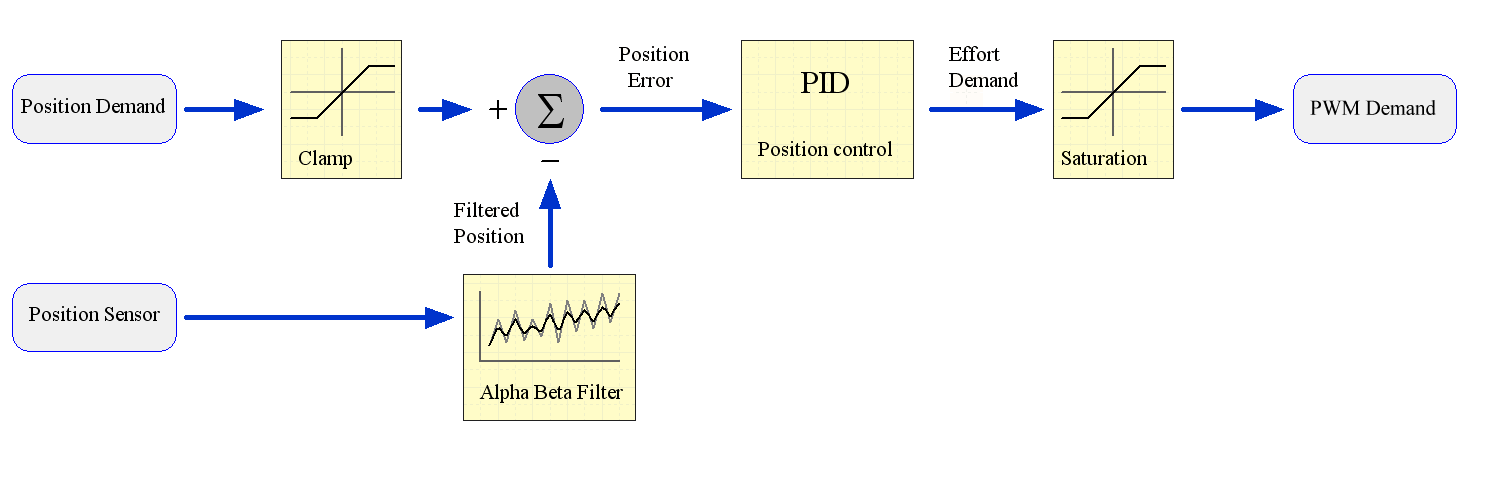 Position Demand
Clamp
+
Σ
−
Position
Error
PID
Position control
Effort
Demand
Saturation
PWM Demand
Filtered
Position
Position Sensor
Alpha Beta Filter